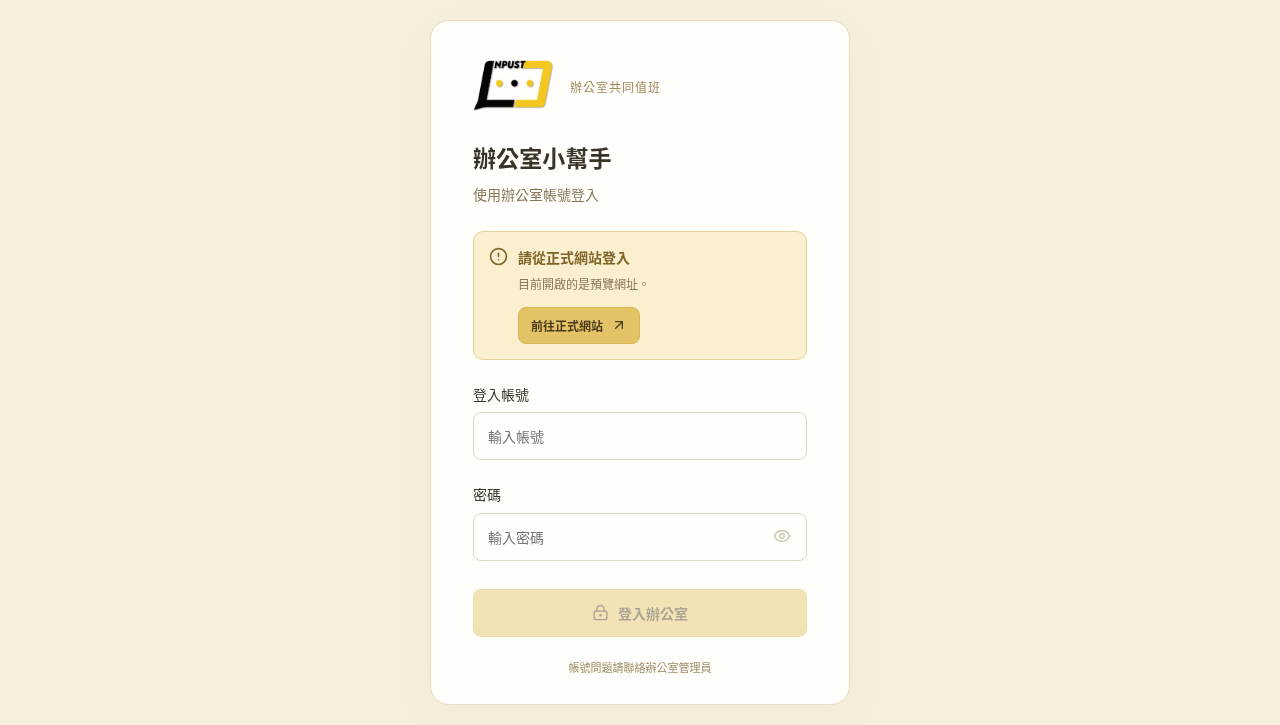 NPUST
辦公室共同值班
辦公室小幫手
使用辦公室帳號登入
請從正式網站登入
目前開啟的是預覽網址。
前往正式網站
登入帳號
輸入帳號
密碼
輸入密碼
登入辦公室
帳號問題請聯絡辦公室管理員